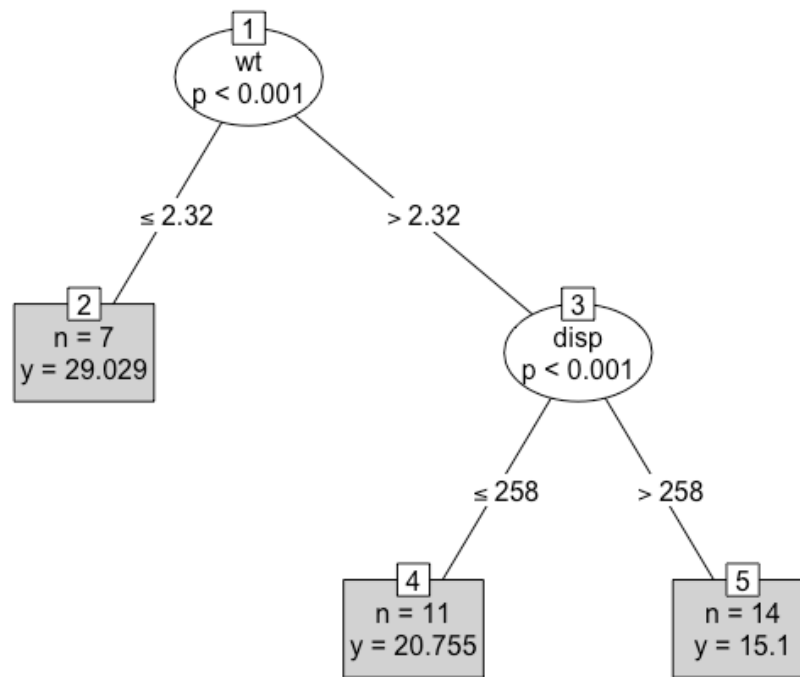 1
wt
p < 0.001
≤ 2.32
> 2.32
2
n = 7
y = 29.029
3
disp
p < 0.001
≤ 258
> 258
4
n = 11
y = 20.755
5
n = 14
y = 15.1